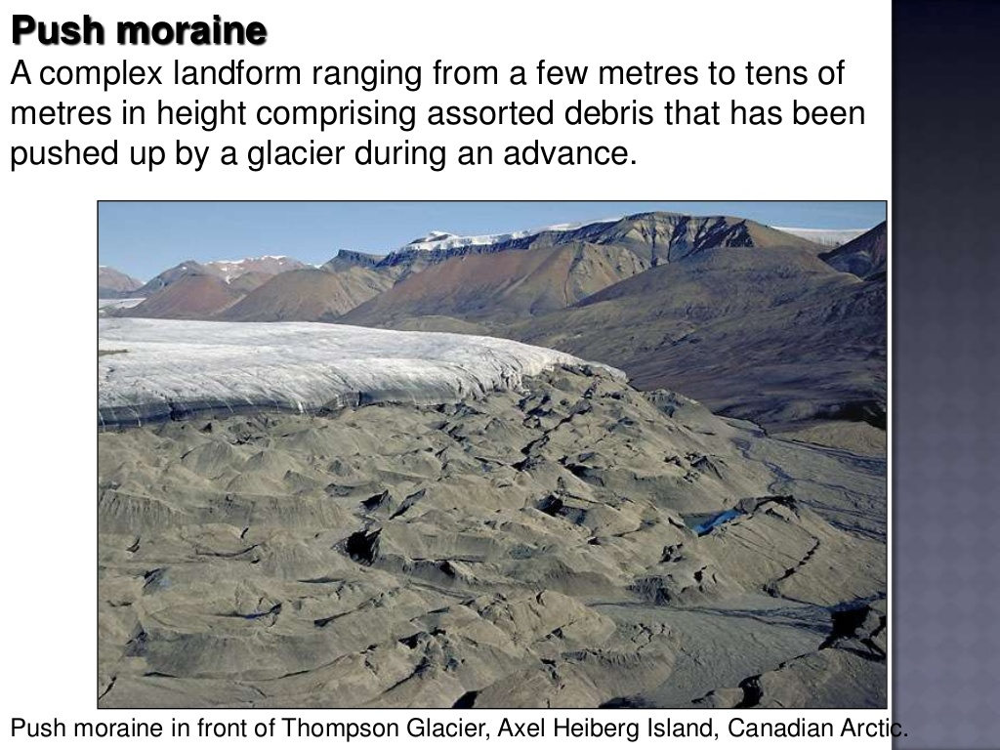 Push moraine
A complex landform ranging from a few metres to tens of
metres in height comprising assorted debris that has been
pushed up by a glacier during an advance.
Push moraine in front of Thompson Glacier, Axel Heiberg Island, Canadian Arctic.